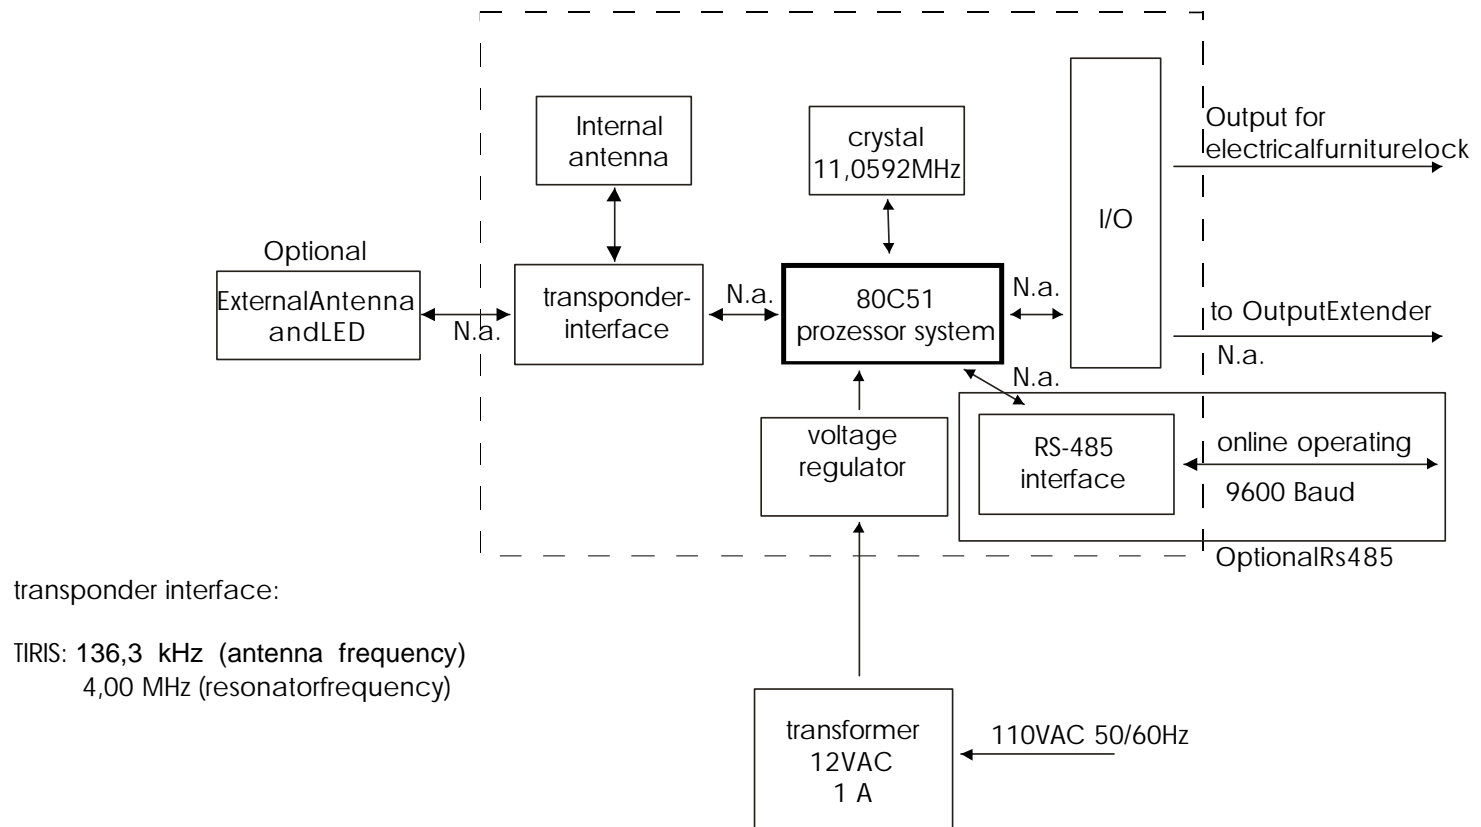 Internal
antenna
crystal
11,0592MHz
I/O
Output for
electricalfurniturelock
Optional
ExternalAntenna
andLED
N.a.
transponder-
interface
N.a.
80C51
prozessor system
N.a.
to OutputExtender
N.a.
N.a.
voltage
regulator
RS-485
interface
online operating
9600 Baud
OptionalRs485
transponder interface:
TIRIS: 136,3 kHz (antenna frequency)
4,00 MHz (resonatorfrequency)
transformer
12VAC
1 A
110VAC 50/60Hz